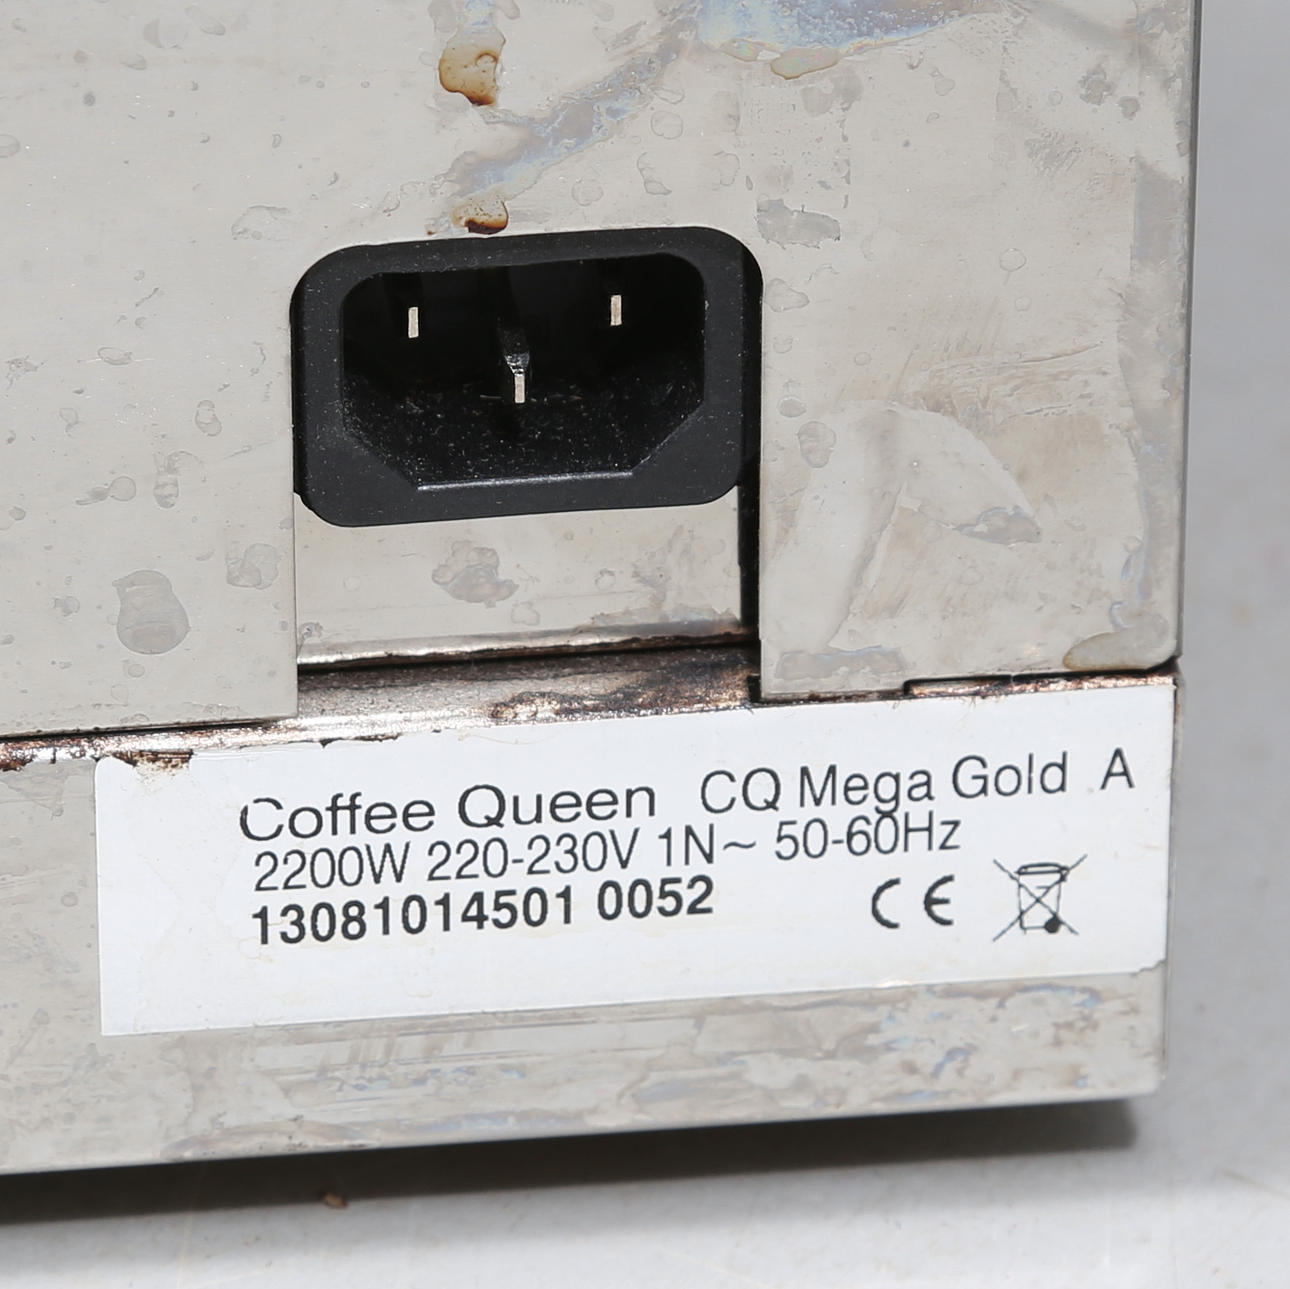 Coffee Queen CQ Mega Gold A
2200W 220-230V 1N~ 50-60Hz
13081014501 0052
CE